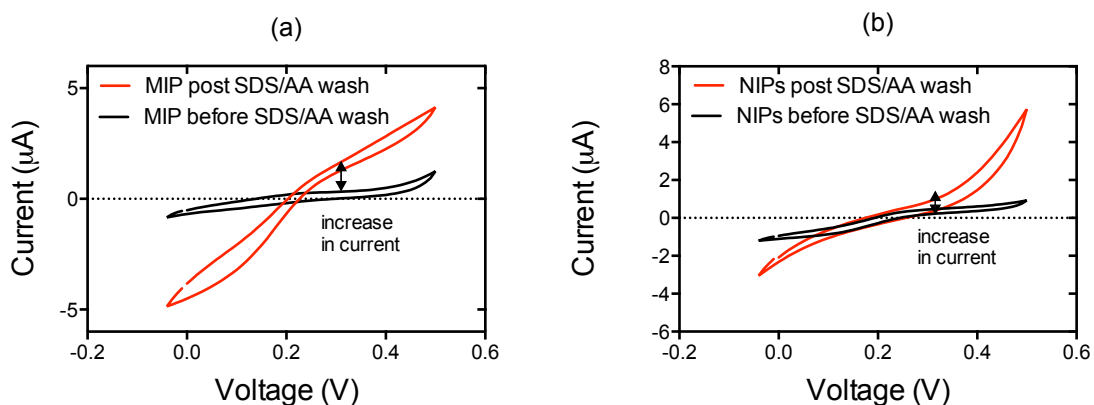 (a)
5
0
-5
-0.2
0.0
0.2
0.4
0.6
Current (μA)
Voltage (V)
MIP post SDS/AA wash
MIP before SDS/AA wash
increase
in current
(b)
8
6
4
2
0
-2
-4
-6
-0.2
0.0
0.2
0.4
0.6
Current (μA)
Voltage (V)
NIPs post SDS/AA wash
NIPs before SDS/AA wash
increase
in current